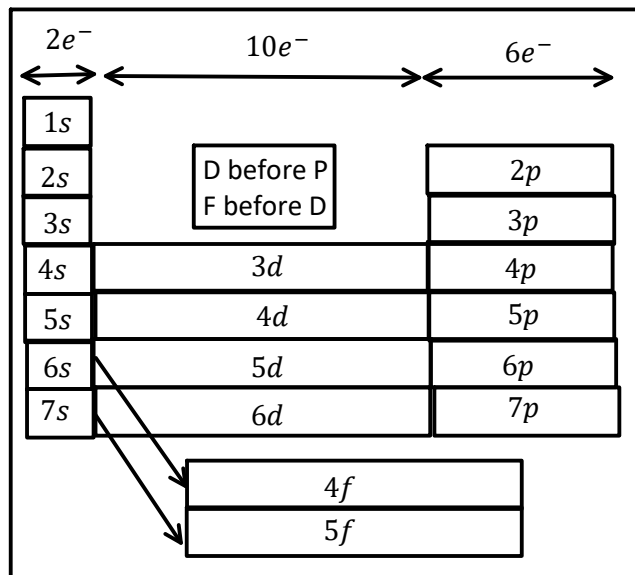 2e⁻ 10e⁻ 6e⁻
1s
D before P
F before D
2s 2p
3s 3p
4s 3d 4p
5s 4d 5p
6s 5d 6p
7s 6d 7p
4f
5f